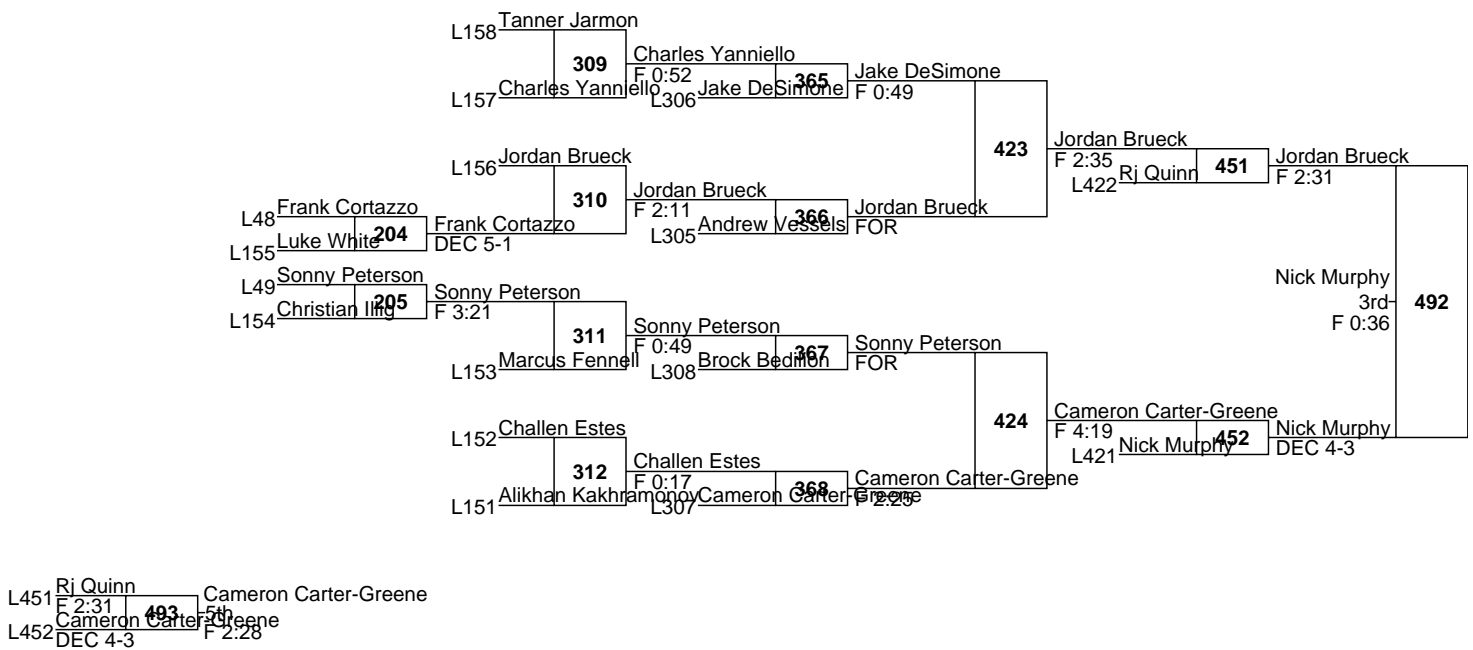 L158 Tanner Jarmon
309
Charles Yanniello
F 0:52
L157 Charles Yanniello
L306 Jake DeSimone
365
Jake DeSimone
F 0:49
423
Jordan Brueck
F 2:35
L422 Rj Quinn
451
Jordan Brueck
F 2:31
L156 Jordan Brueck
310
Jordan Brueck
F 2:11
L305 Andrew Vessels
366
Jordan Brueck
FOR
L48 Frank Cortazzo
204
Frank Cortazzo
DEC 5-1
L155 Luke White
L49 Sonny Peterson
205
Sonny Peterson
F 3:21
L154 Christian Illig
311
Sonny Peterson
F 0:49
L153 Marcus Fennell
L308 Brock Bedillon
367
Sonny Peterson
FOR
Nick Murphy
3rd
F 0:36
492
424
Cameron Carter-Greene
F 4:19
L421 Nick Murphy
452
Nick Murphy
DEC 4-3
L152 Challen Estes
312
Challen Estes
F 0:17
L151 Alikhan Kakhramonov
L307 Cameron Carter-Greene
368
Cameron Carter-Greene
F 2:25
L451 Rj Quinn
F 2:31
493
Cameron Carter-Greene
5th
F 2:28
L452 Cameron Carter-Greene
DEC 4-3